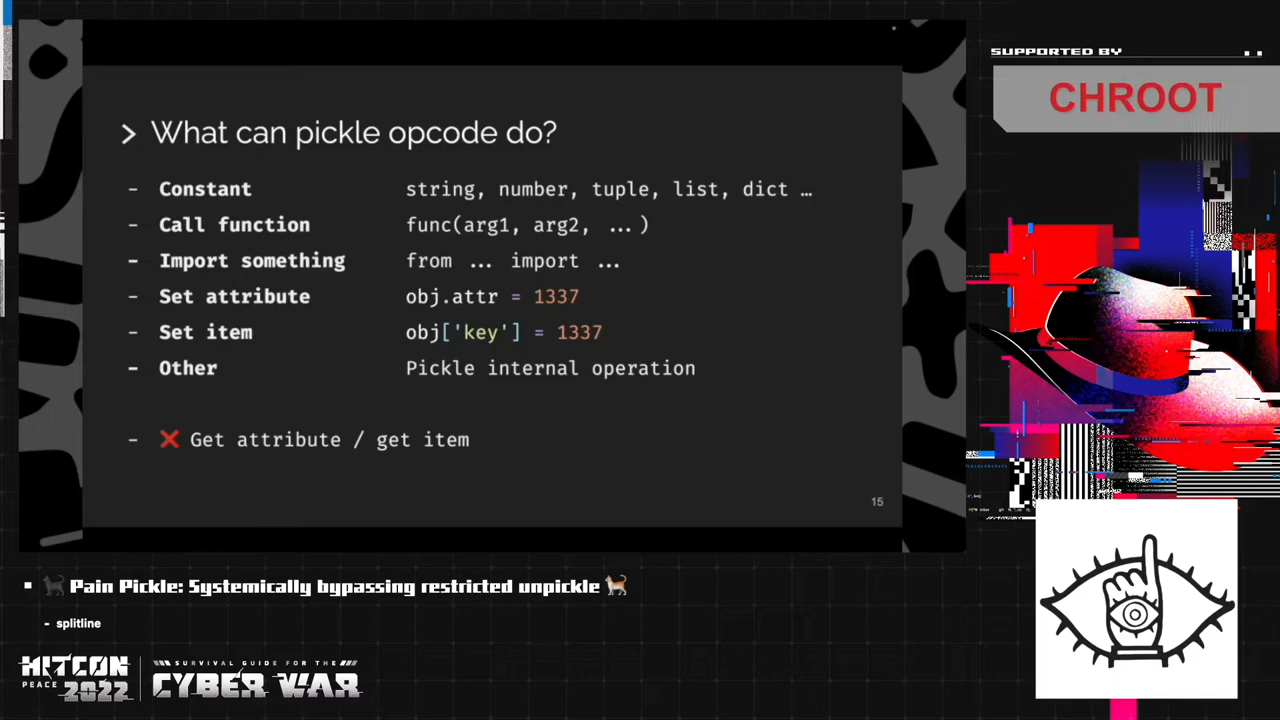 SUPPORTED BY
CHROOT
> What can pickle opcode do?
- Constant string, number, tuple, list, dict …
- Call function func(arg1, arg2, ...)
- Import something from ... import ...
- Set attribute obj.attr = 1337
- Set item obj['key'] = 1337
- Other Pickle internal operation
- ❌ Get attribute / get item
15
🐈‍⬛ Pain Pickle: Systemically bypassing restricted unpickle 🐈
- splitline
HITCON
PEACE 2022
SURVIVAL GUIDE FOR THE
CYBER WAR